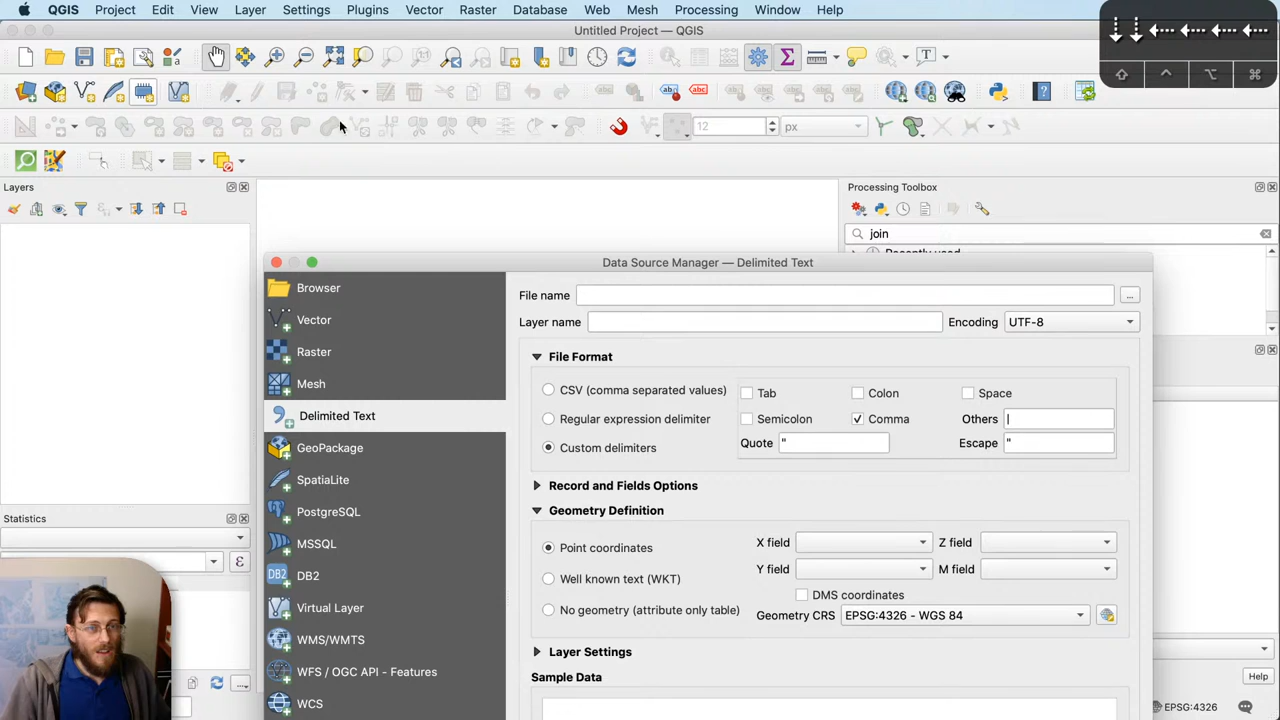 QGIS Project Edit View Layer Settings Plugins Vector Raster Database Web Mesh Processing Window Help
Untitled Project — QGIS
12 px
Layers
Processing Toolbox
join
Data Source Manager — Delimited Text
Browser
Vector
Raster
Mesh
Delimited Text
GeoPackage
SpatiaLite
PostgreSQL
MSSQL
DB2
Virtual Layer
WMS/WMTS
WFS / OGC API - Features
WCS
File name
...
Layer name
Encoding UTF-8
File Format
CSV (comma separated values)
Tab Colon Space
Regular expression delimiter
Semicolon Comma Others |
Custom delimiters
Quote " Escape "
Record and Fields Options
Geometry Definition
Point coordinates
X field Z field
Well known text (WKT)
Y field M field
DMS coordinates
No geometry (attribute only table)
Geometry CRS EPSG:4326 - WGS 84
Layer Settings
Sample Data
Statistics
Help
EPSG:4326